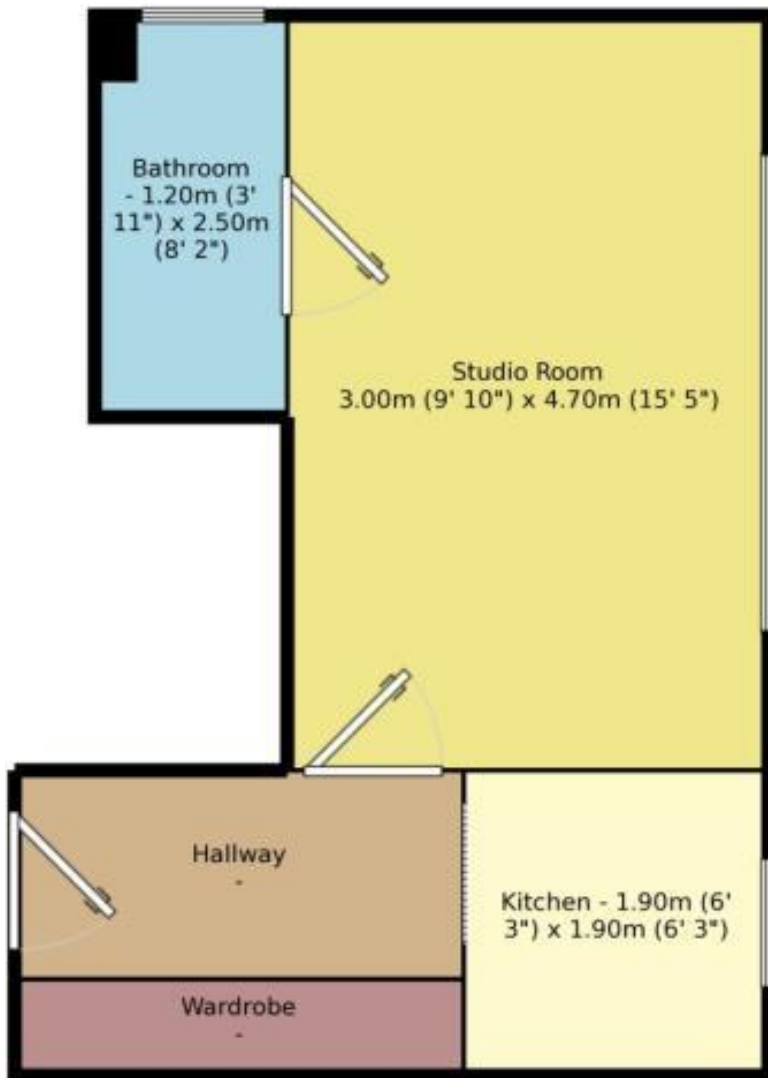 Bathroom
- 1.20m (3'
11") x 2.50m
(8' 2")
Studio Room
3.00m (9' 10") x 4.70m (15' 5")
Hallway
-
Kitchen - 1.90m (6'
3") x 1.90m (6' 3")
Wardrobe
-